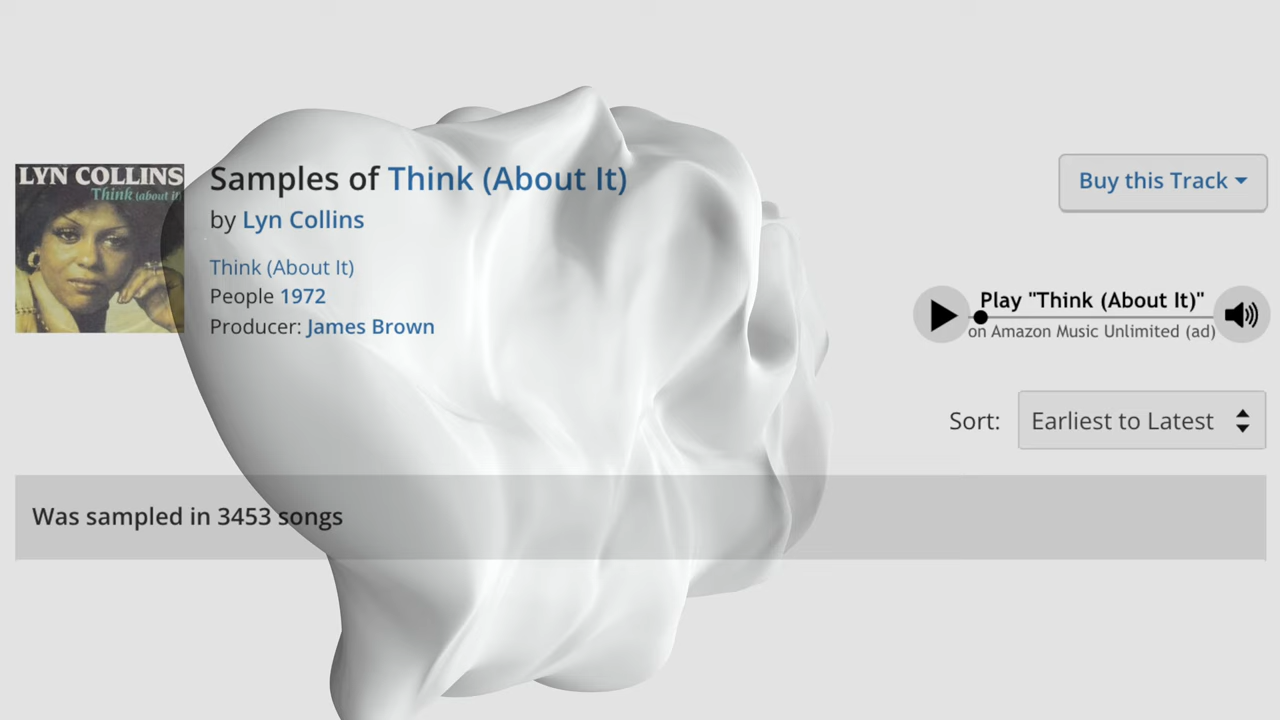 LYN COLLINS
Think (about it)
Samples of Think (About It)
by Lyn Collins
Think (About It)
People 1972
Producer: James Brown
Buy this Track
Play "Think (About It)"
on Amazon Music Unlimited (ad)
Sort: Earliest to Latest
Was sampled in 3453 songs